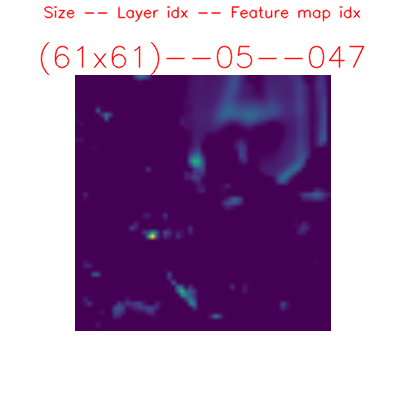 Size -- Layer idx -- Feature map idx
(61x61)--05--047